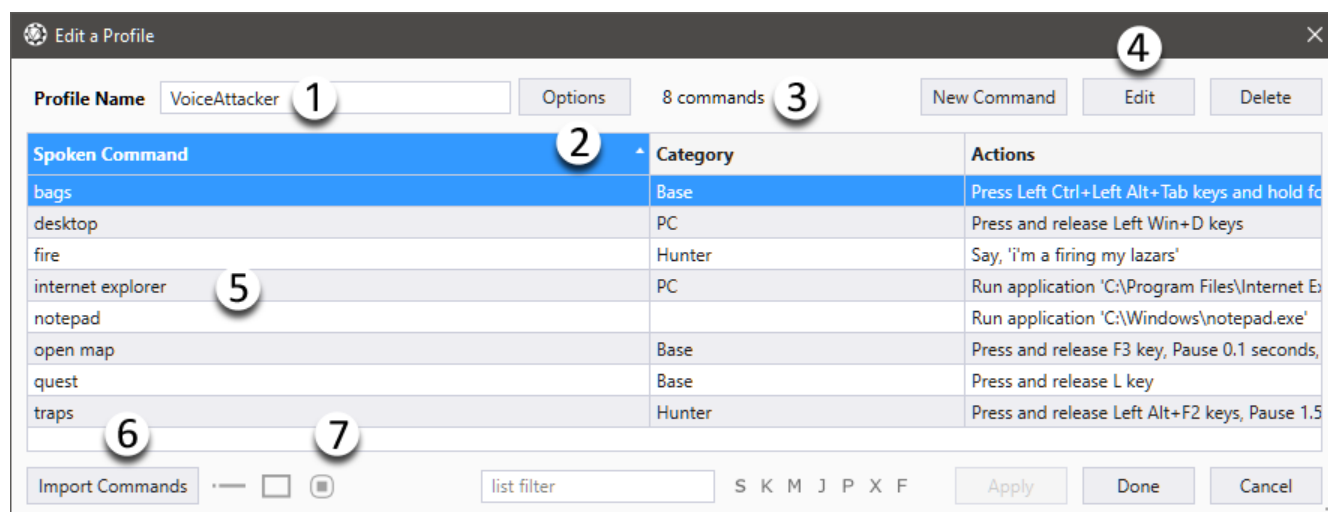 Edit a Profile
4
Profile Name VoiceAttacker 1 Options 8 commands 3 New Command Edit Delete
Spoken Command 2 Category Actions
bags Base Press Left Ctrl+Left Alt+Tab keys and hold fo
desktop PC Press and release Left Win+D keys
fire Hunter Say, 'i'm a firing my lazars'
internet explorer 5 PC Run application 'C:\Program Files\Internet Ex
notepad Run application 'C:\Windows\notepad.exe'
open map Base Press and release F3 key, Pause 0.1 seconds,
quest Base Press and release L key
traps Hunter Press and release Left Alt+F2 keys, Pause 1.5
6 7
Import Commands list filter S K M J P X F Apply Done Cancel